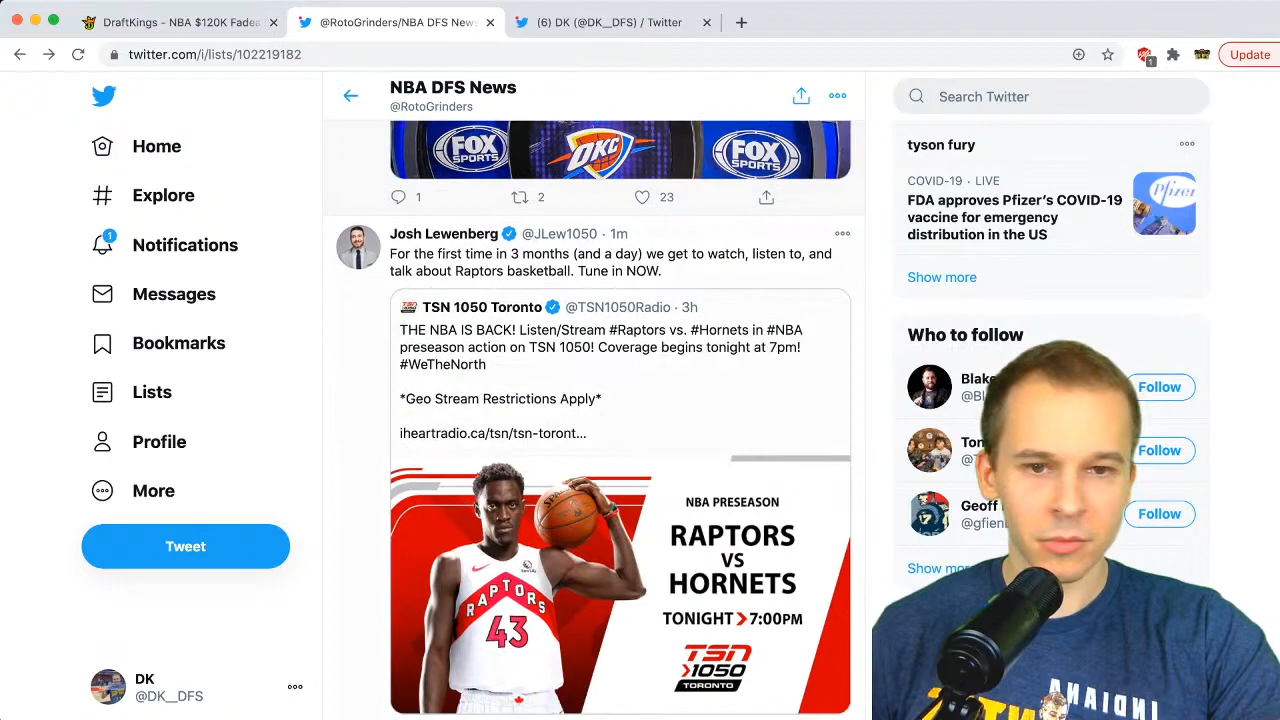 DraftKings - NBA $120K Fadea
@RotoGrinders/NBA DFS News
(6) DK (@DK__DFS) / Twitter
twitter.com/i/lists/102219182
1
Update
NBA DFS News
@RotoGrinders
Search Twitter
Home
Explore
1
Notifications
Messages
Bookmarks
Lists
Profile
More
Tweet
DK
@DK__DFS
FOX
SPORTS
OKC
FOX
SPORTS
1
2
23
Josh Lewenberg @JLew1050 · 1m
For the first time in 3 months (and a day) we get to watch, listen to, and
talk about Raptors basketball. Tune in NOW.
TSN 1050 Toronto @TSN1050Radio · 3h
THE NBA IS BACK! Listen/Stream #Raptors vs. #Hornets in #NBA
preseason action on TSN 1050! Coverage begins tonight at 7pm!
#WeTheNorth
*Geo Stream Restrictions Apply*
iheartradio.ca/tsn/tsn-toront...
RAPTORS
43
NBA PRESEASON
RAPTORS
VS
HORNETS
TONIGHT 7:00PM
TSN
1050
TORONTO
tyson fury
COVID-19 · LIVE
FDA approves Pfizer's COVID-19
vaccine for emergency
distribution in the US
Pfizer
Show more
Who to follow
Blake
Follow
Follow
Geoff
@gfien
Follow
Show more
INDIANA